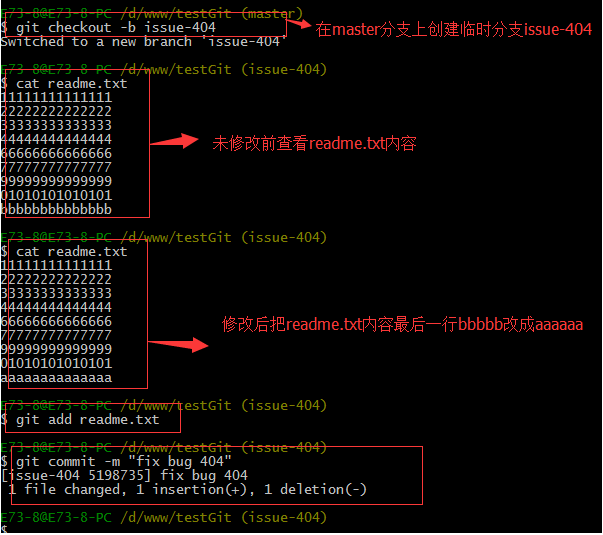 E73-8@E73-8-PC /d/www/testGit (master)
$ git checkout -b issue-404
在master分支上创建临时分支issue-404
Switched to a new branch 'issue-404'
E73-8@E73-8-PC /d/www/testGit (issue-404)
$ cat readme.txt
11111111111111
22222222222222
33333333333333
44444444444444
未修改前查看readme.txt内容
66666666666666
77777777777777
99999999999999
01010101010101
bbbbbbbbbbbbbb
E73-8@E73-8-PC /d/www/testGit (issue-404)
$ cat readme.txt
11111111111111
22222222222222
33333333333333
44444444444444
66666666666666
修改后把readme.txt内容最后一行bbbbb改成aaaaaa
77777777777777
99999999999999
01010101010101
aaaaaaaaaaaaaa
E73-8@E73-8-PC /d/www/testGit (issue-404)
$ git add readme.txt
E73-8@E73-8-PC /d/www/testGit (issue-404)
$ git commit -m "fix bug 404"
[issue-404 5198735] fix bug 404
1 file changed, 1 insertion(+), 1 deletion(-)
E73-8@E73-8-PC /d/www/testGit (issue-404)
$